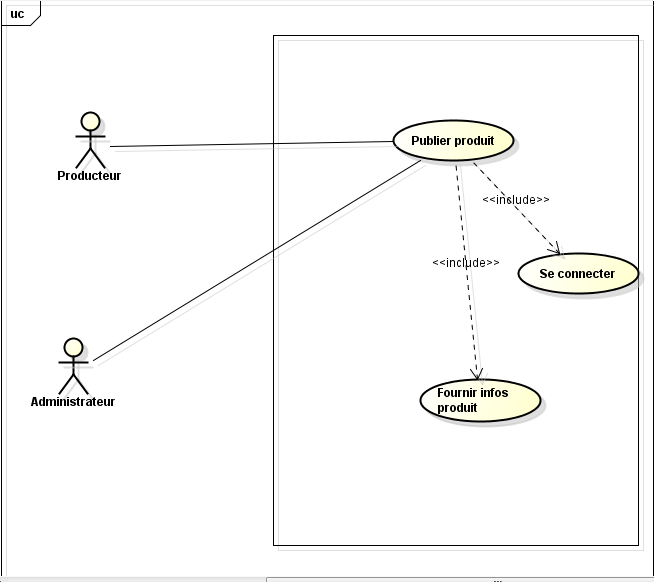 uc
Publier produit
Producteur
<<include>>
<<include>>
Se connecter
Administrateur
Fournir infos
produit